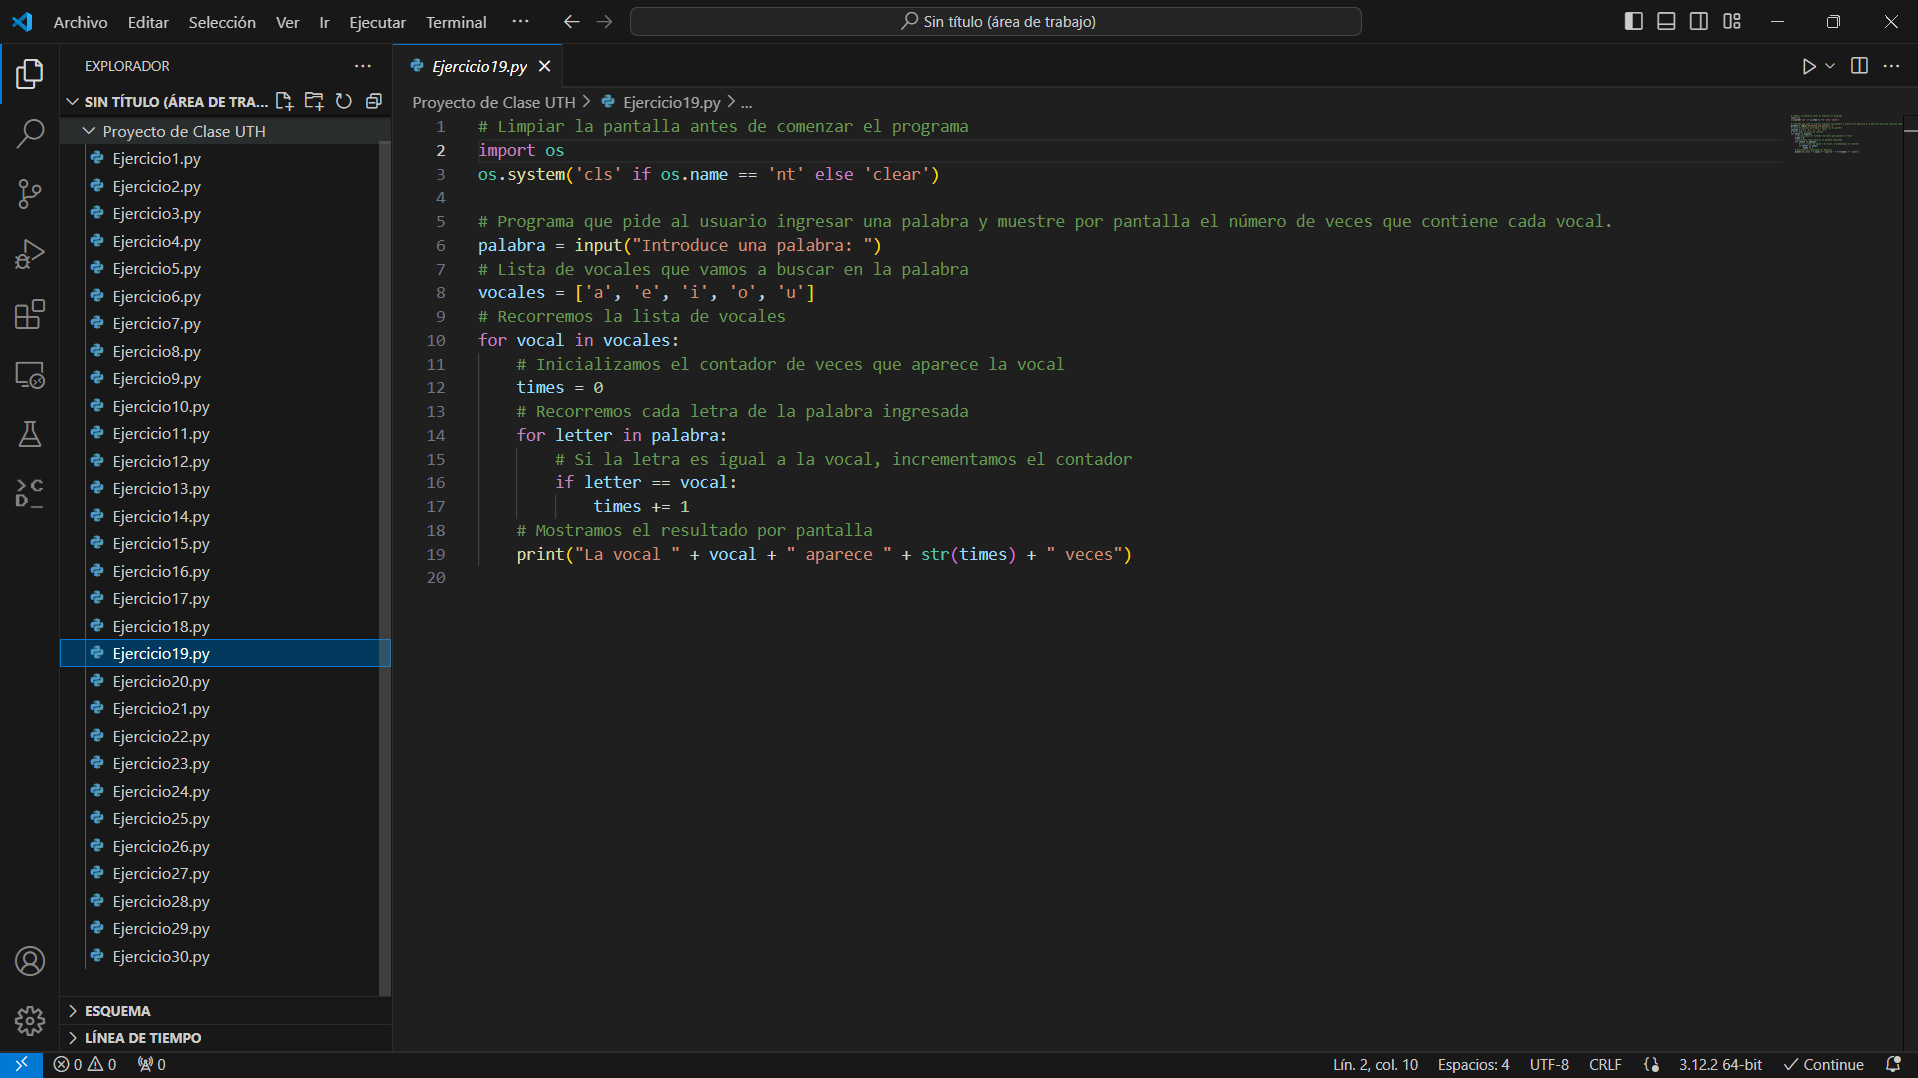 Archivo Editar Selección Ver Ir Ejecutar Terminal ··· Sin título (área de trabajo)
EXPLORADOR ···
SIN TÍTULO (ÁREA DE TRA...
Proyecto de Clase UTH
Ejercicio1.py
Ejercicio2.py
Ejercicio3.py
Ejercicio4.py
Ejercicio5.py
Ejercicio6.py
Ejercicio7.py
Ejercicio8.py
Ejercicio9.py
Ejercicio10.py
Ejercicio11.py
Ejercicio12.py
Ejercicio13.py
Ejercicio14.py
Ejercicio15.py
Ejercicio16.py
Ejercicio17.py
Ejercicio18.py
Ejercicio19.py
Ejercicio20.py
Ejercicio21.py
Ejercicio22.py
Ejercicio23.py
Ejercicio24.py
Ejercicio25.py
Ejercicio26.py
Ejercicio27.py
Ejercicio28.py
Ejercicio29.py
Ejercicio30.py
ESQUEMA
LÍNEA DE TIEMPO
Ejercicio19.py
Proyecto de Clase UTH > Ejercicio19.py > ...
1 # Limpiar la pantalla antes de comenzar el programa
2 import os
3 os.system('cls' if os.name == 'nt' else 'clear')
4
5 # Programa que pide al usuario ingresar una palabra y muestre por pantalla el número de veces que contiene cada vocal.
6 palabra = input("Introduce una palabra: ")
7 # Lista de vocales que vamos a buscar en la palabra
8 vocales = ['a', 'e', 'i', 'o', 'u']
9 # Recorremos la lista de vocales
10 for vocal in vocales:
11     # Inicializamos el contador de veces que aparece la vocal
12     times = 0
13     # Recorremos cada letra de la palabra ingresada
14     for letter in palabra:
15         # Si la letra es igual a la vocal, incrementamos el contador
16         if letter == vocal:
17             times += 1
18     # Mostramos el resultado por pantalla
19     print("La vocal " + vocal + " aparece " + str(times) + " veces")
20
0 0 0 Lín. 2, col. 10 Espacios: 4 UTF-8 CRLF 3.12.2 64-bit Continue